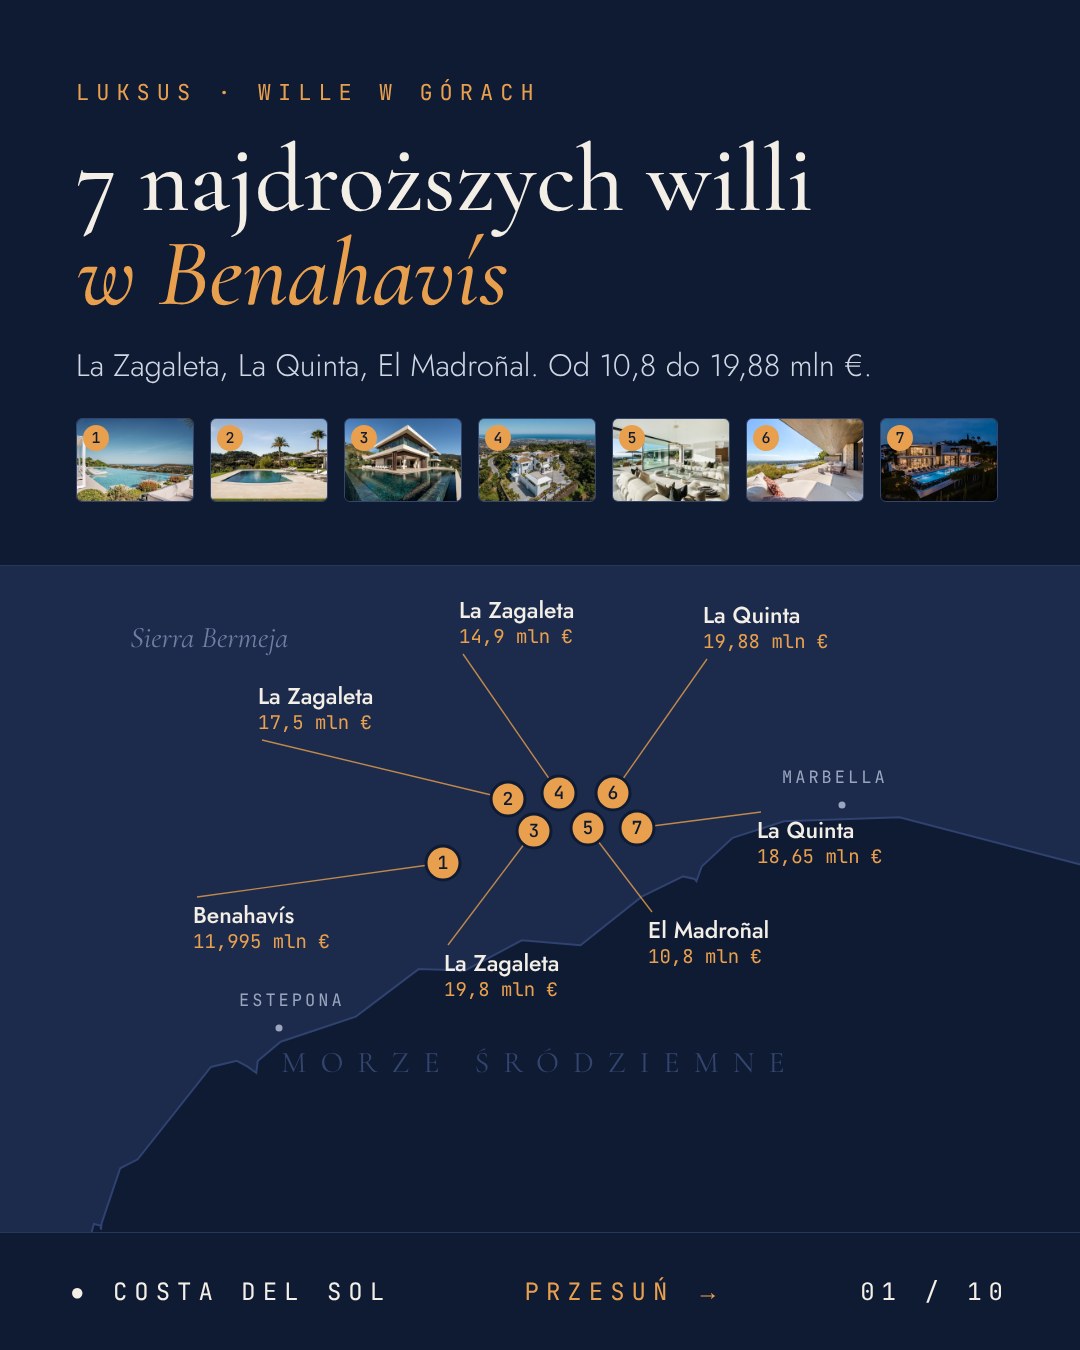 LUKSUS · WILLE W GÓRACH
7 najdroższych willi
w Benahavís
La Zagaleta, La Quinta, El Madroñal. Od 10,8 do 19,88 mln €.
1 2 3 4 5 6 7
Sierra Bermeja
La Zagaleta
14,9 mln €
La Quinta
19,88 mln €
La Zagaleta
17,5 mln €
MARBELLA
2 4 6
3 5 7
La Quinta
18,65 mln €
1
Benahavís
11,995 mln €
El Madroñal
10,8 mln €
La Zagaleta
19,8 mln €
ESTEPONA
MORZE ŚRÓDZIEMNE
• COSTA DEL SOL PRZESUŃ → 01 / 10